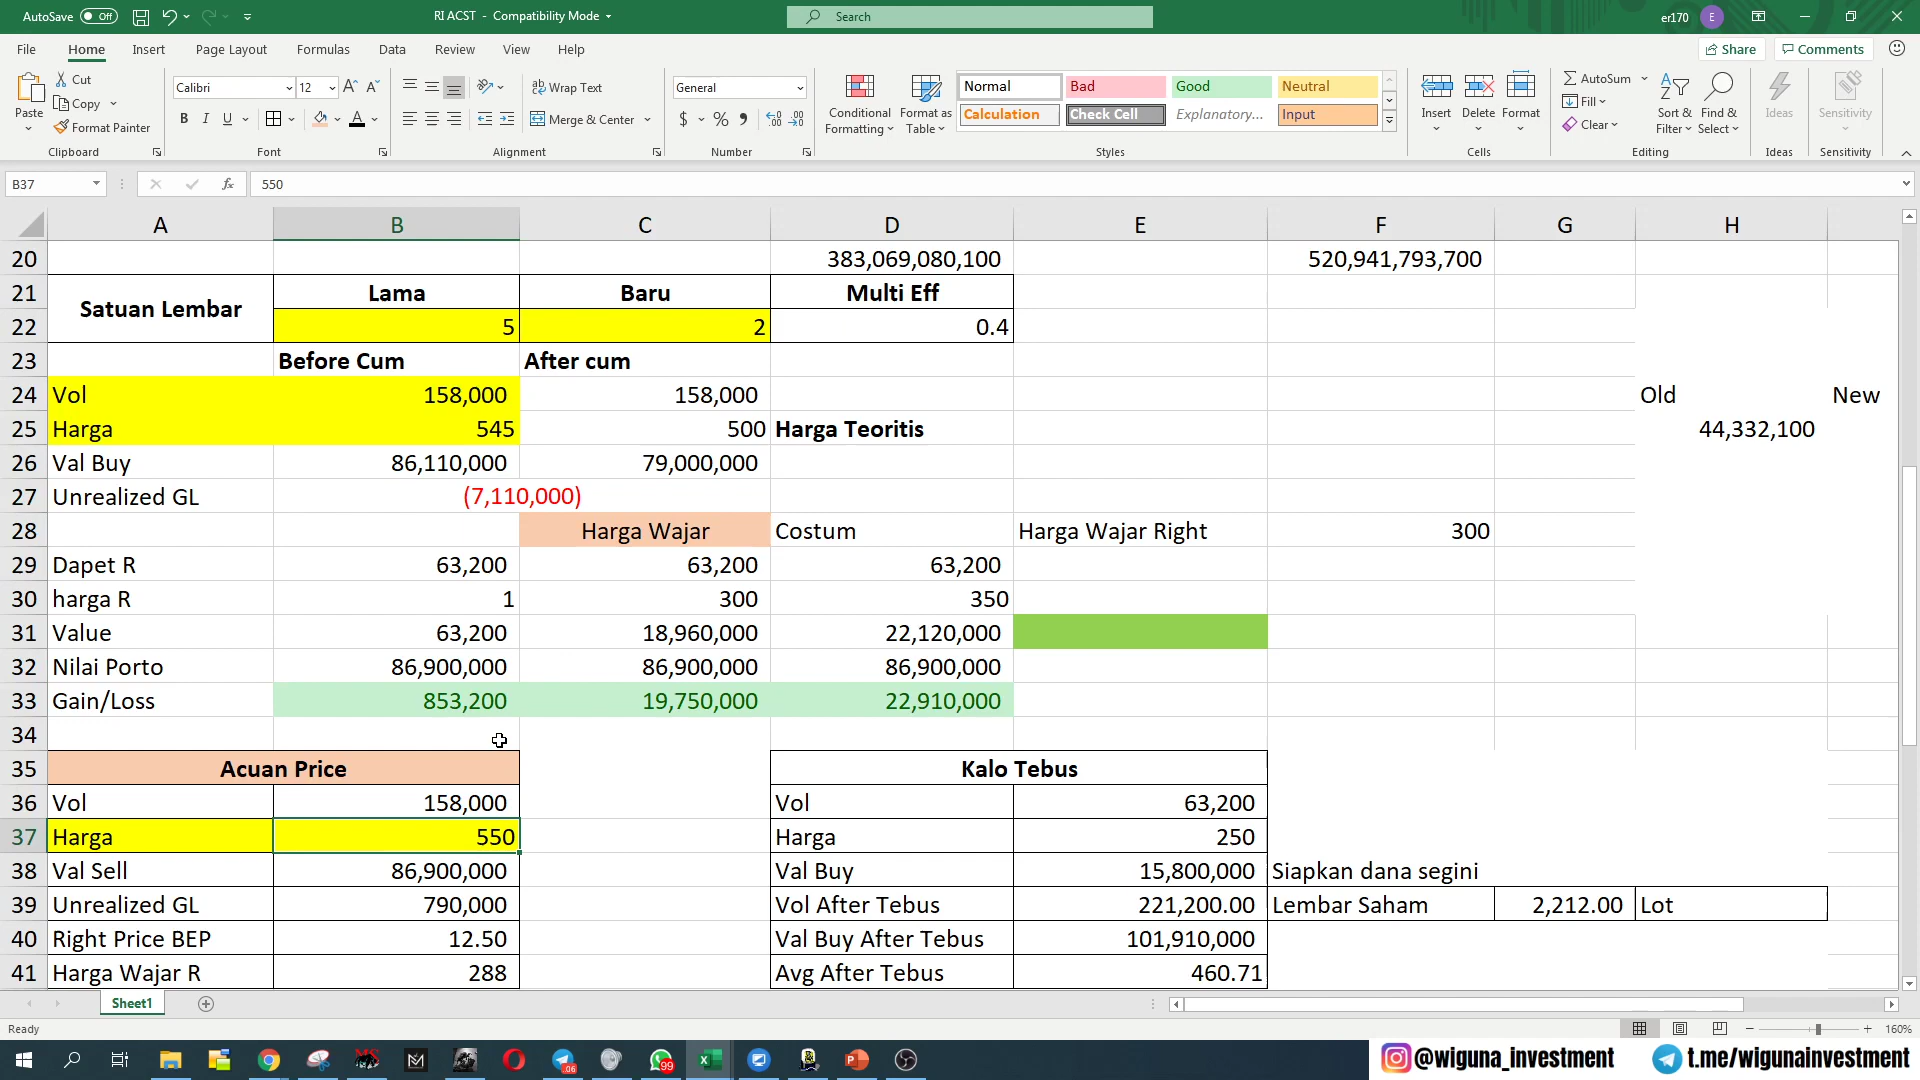 AutoSave Off RI ACST - Compatibility Mode Search er170 E
File Home Insert Page Layout Formulas Data Review View Help Share Comments
Cut
Copy
Format Painter
Paste
Clipboard
Calibri 12
B I U
Font
Wrap Text
Merge & Center
Alignment
General
$ % 9
Number
Conditional Formatting
Format as Table
Normal Bad Good Neutral
Calculation Check Cell Explanatory... Input
Styles
Insert Delete Format
Cells
AutoSum
Fill
Clear
Sort & Filter
Find & Select
Editing
Ideas
Ideas
Sensitivity
Sensitivity
B37 fx 550
A B C D E F G H
20 383,069,080,100 520,941,793,700
21 Satuan Lembar Lama Baru Multi Eff
22 5 2 0.4
23 Before Cum After cum
24 Vol 158,000 158,000 Old New
25 Harga 545 500 Harga Teoritis 44,332,100
26 Val Buy 86,110,000 79,000,000
27 Unrealized GL (7,110,000)
28 Harga Wajar Costum Harga Wajar Right 300
29 Dapet R 63,200 63,200 63,200
30 harga R 1 300 350
31 Value 63,200 18,960,000 22,120,000
32 Nilai Porto 86,900,000 86,900,000 86,900,000
33 Gain/Loss 853,200 19,750,000 22,910,000
34
35 Acuan Price Kalo Tebus
36 Vol 158,000 Vol 63,200
37 Harga 550 Harga 250
38 Val Sell 86,900,000 Val Buy 15,800,000 Siapkan dana segini
39 Unrealized GL 790,000 Vol After Tebus 221,200.00 Lembar Saham 2,212.00 Lot
40 Right Price BEP 12.50 Val Buy After Tebus 101,910,000
41 Harga Wajar R 288 Avg After Tebus 460.71
Sheet1
Ready 160%
@wiguna_investment t.me/wigunainvestment